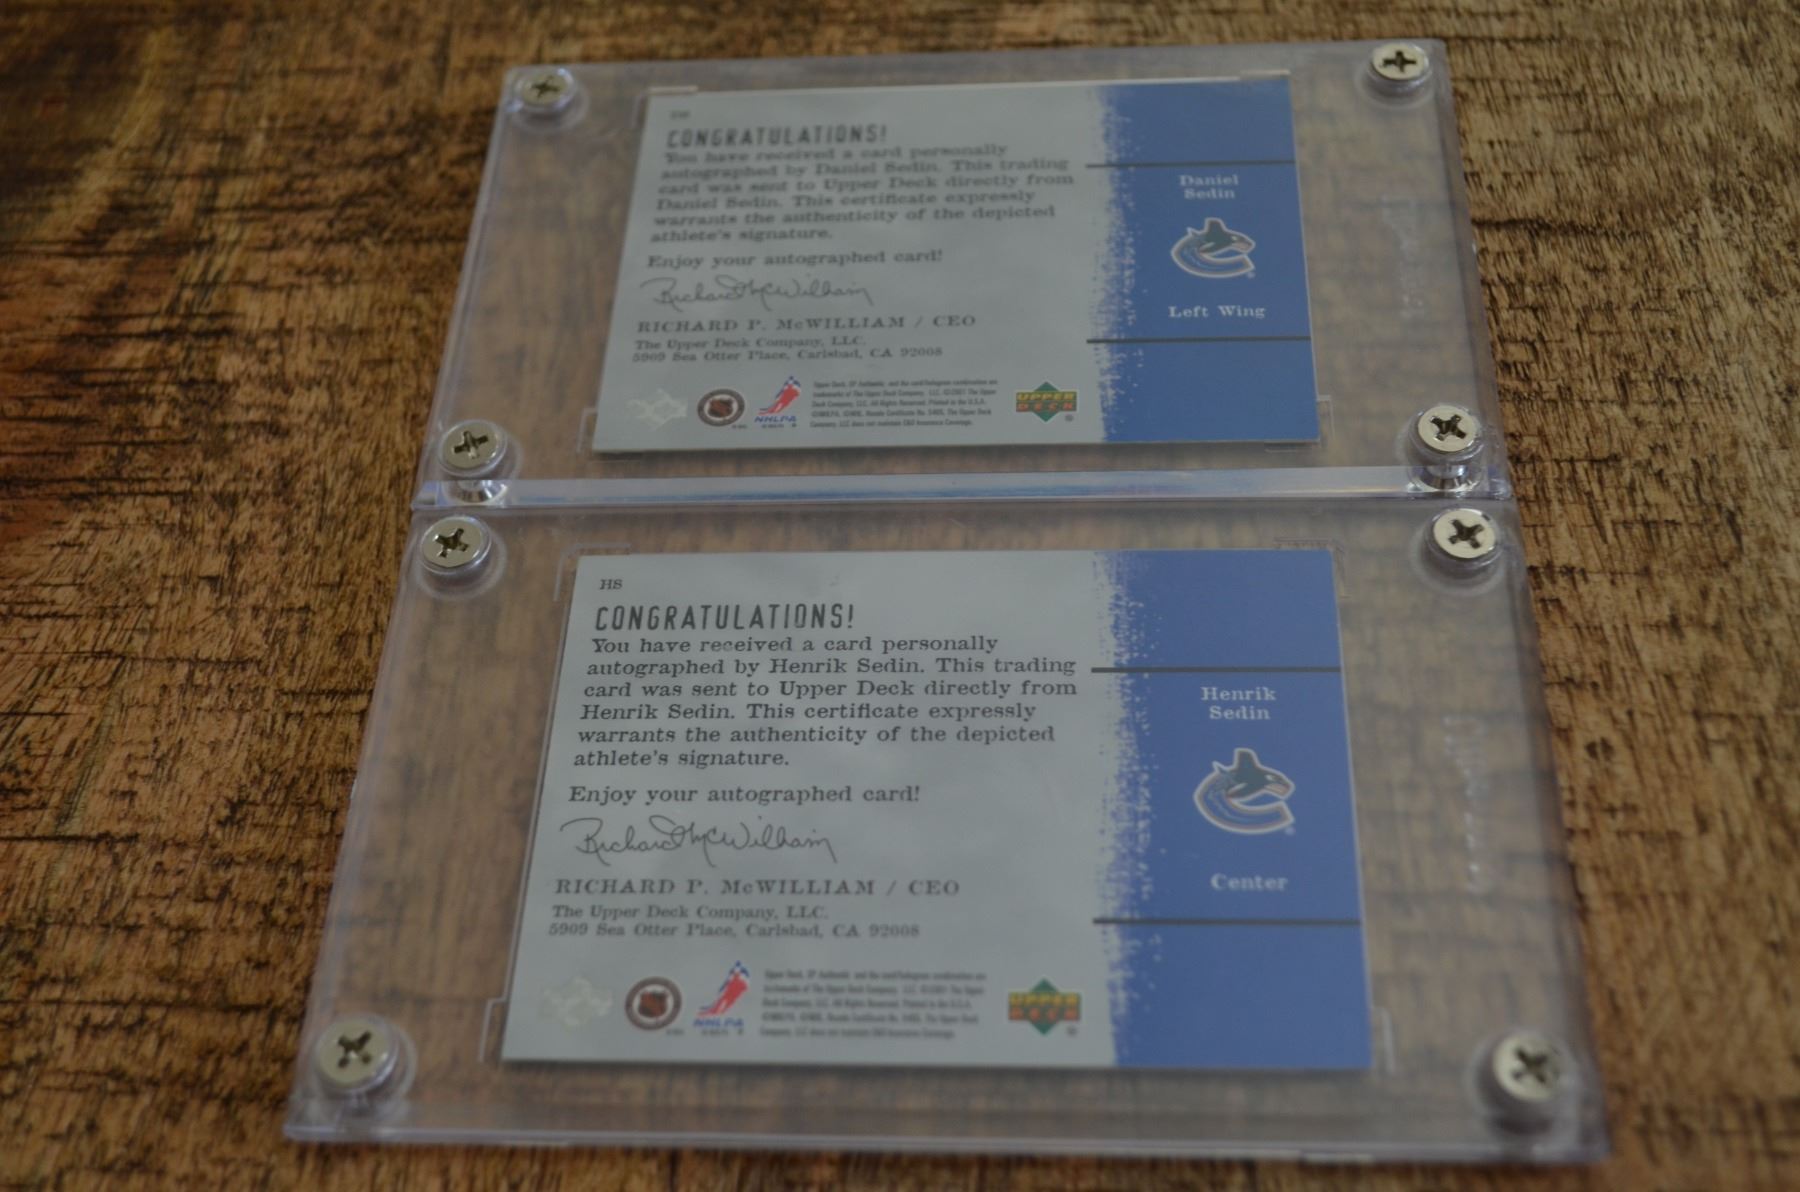 CONGRATULATIONS!
You have received a card personally
autographed by Daniel Sedin. This trading
card was sent to Upper Deck directly from
Daniel Sedin. This certificate expressly
warrants the authenticity of the depicted
athlete's signature.
Enjoy your autographed card!
Richard McWilliam
RICHARD P. McWILLIAM / CEO
The Upper Deck Company, LLC.
5909 Sea Otter Place, Carlsbad, CA 92008
NHLPA
UPPER
DECK
Daniel
Sedin
Left Wing
HS
CONGRATULATIONS!
You have received a card personally
autographed by Henrik Sedin. This trading
card was sent to Upper Deck directly from
Henrik Sedin. This certificate expressly
warrants the authenticity of the depicted
athlete's signature.
Enjoy your autographed card!
Richard McWilliam
RICHARD P. McWILLIAM / CEO
The Upper Deck Company, LLC.
5909 Sea Otter Place, Carlsbad, CA 92008
NHLPA
UPPER
DECK
Henrik
Sedin
Center